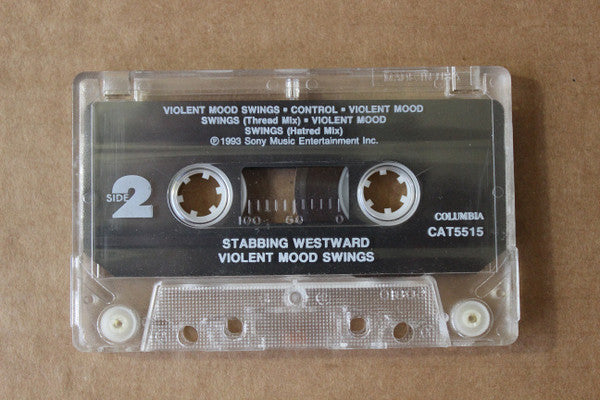 VIOLENT MOOD SWINGS ▪ CONTROL ▪ VIOLENT MOOD
SWINGS (Thread Mix) ▪ VIOLENT MOOD
SWINGS (Hatred Mix)
℗ 1993 Sony Music Entertainment Inc.
SIDE 2
100 50 0
COLUMBIA
CAT5515
STABBING WESTWARD
VIOLENT MOOD SWINGS